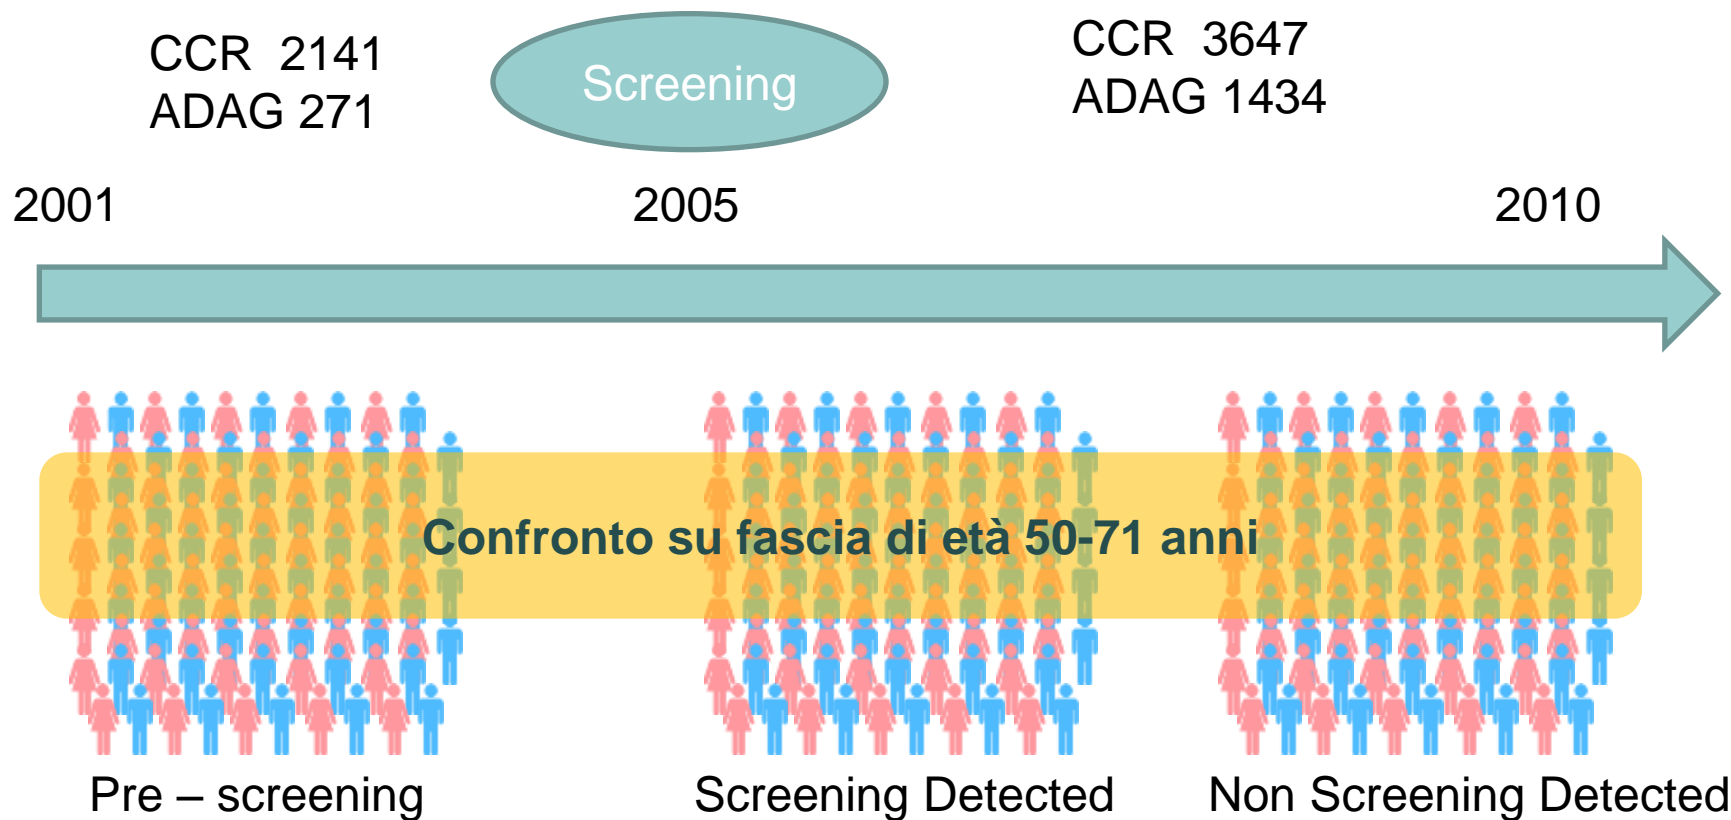 CCR 2141
ADAG 271
Screening
CCR 3647
ADAG 1434
2001
2005
2010
Confronto su fascia di età 50-71 anni
Pre – screening
Screening Detected
Non Screening Detected